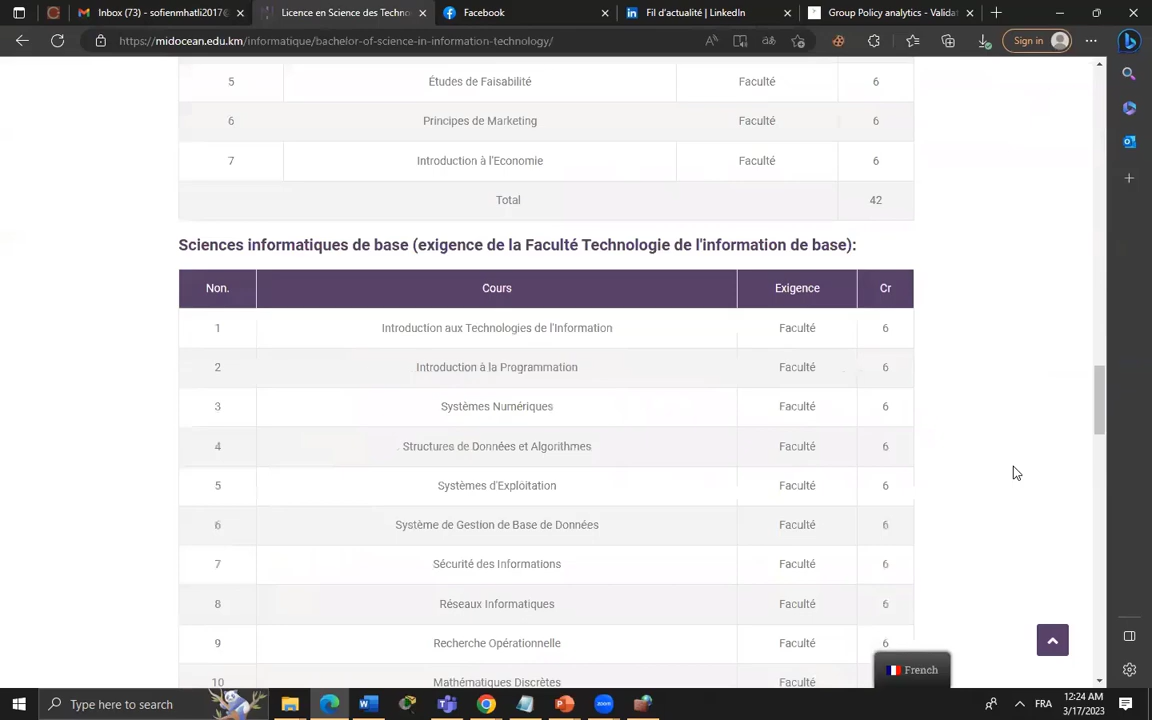 Inbox (73) - sofienmhatli2017@
Licence en Science des Techno
Facebook
Fil d'actualité | LinkedIn
Group Policy analytics - Valida
https://midocean.edu.km/informatique/bachelor-of-science-in-information-technology/
Sign in
5 Études de Faisabilité Faculté 6
6 Principes de Marketing Faculté 6
7 Introduction à l'Economie Faculté 6
Total 42
Sciences informatiques de base (exigence de la Faculté Technologie de l'information de base):
Non. Cours Exigence Cr
1 Introduction aux Technologies de l'Information Faculté 6
2 Introduction à la Programmation Faculté 6
3 Systèmes Numériques Faculté 6
4 Structures de Données et Algorithmes Faculté 6
5 Systèmes d'Exploitation Faculté 6
6 Système de Gestion de Base de Données Faculté 6
7 Sécurité des Informations Faculté 6
8 Réseaux Informatiques Faculté 6
9 Recherche Opérationnelle Faculté 6
10 Mathématiques Discrètes Faculté
French
Type here to search
zoom
FRA
12:24 AM
3/17/2023